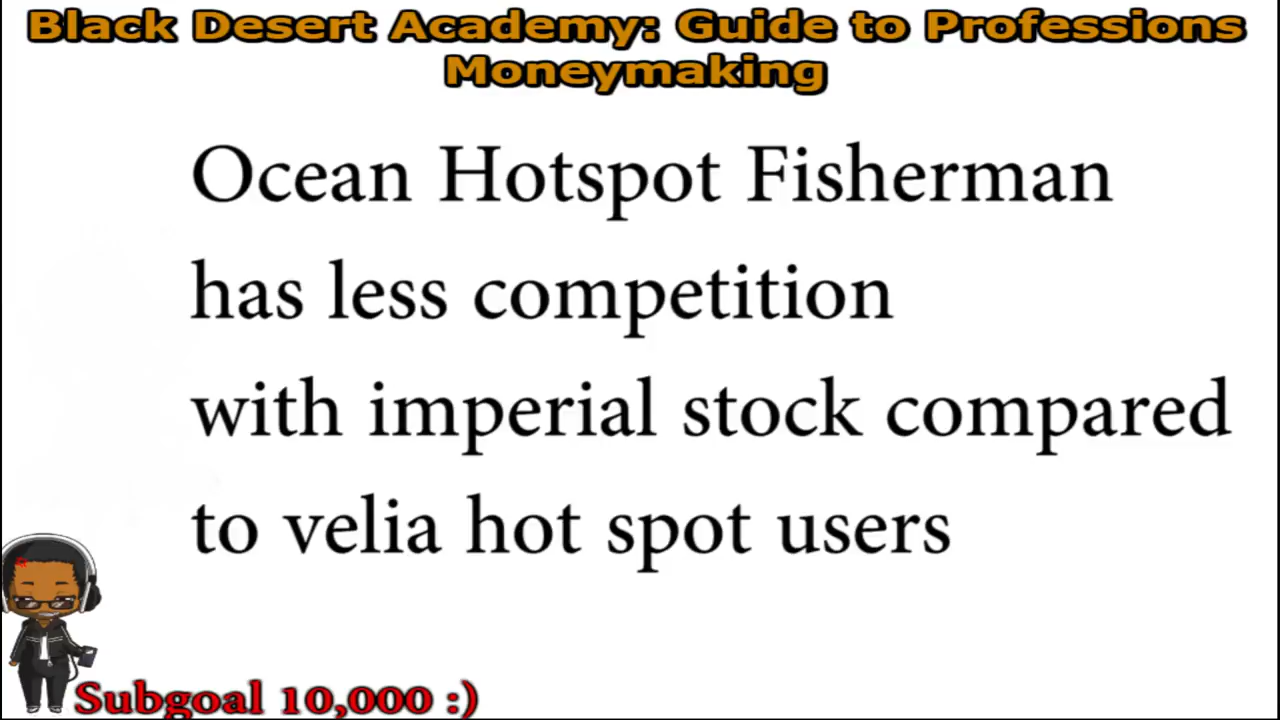 Black Desert Academy: Guide to Professions
Moneymaking
Ocean Hotspot Fisherman
has less competition
with imperial stock compared
to velia hot spot users
Subgoal 10,000 :)